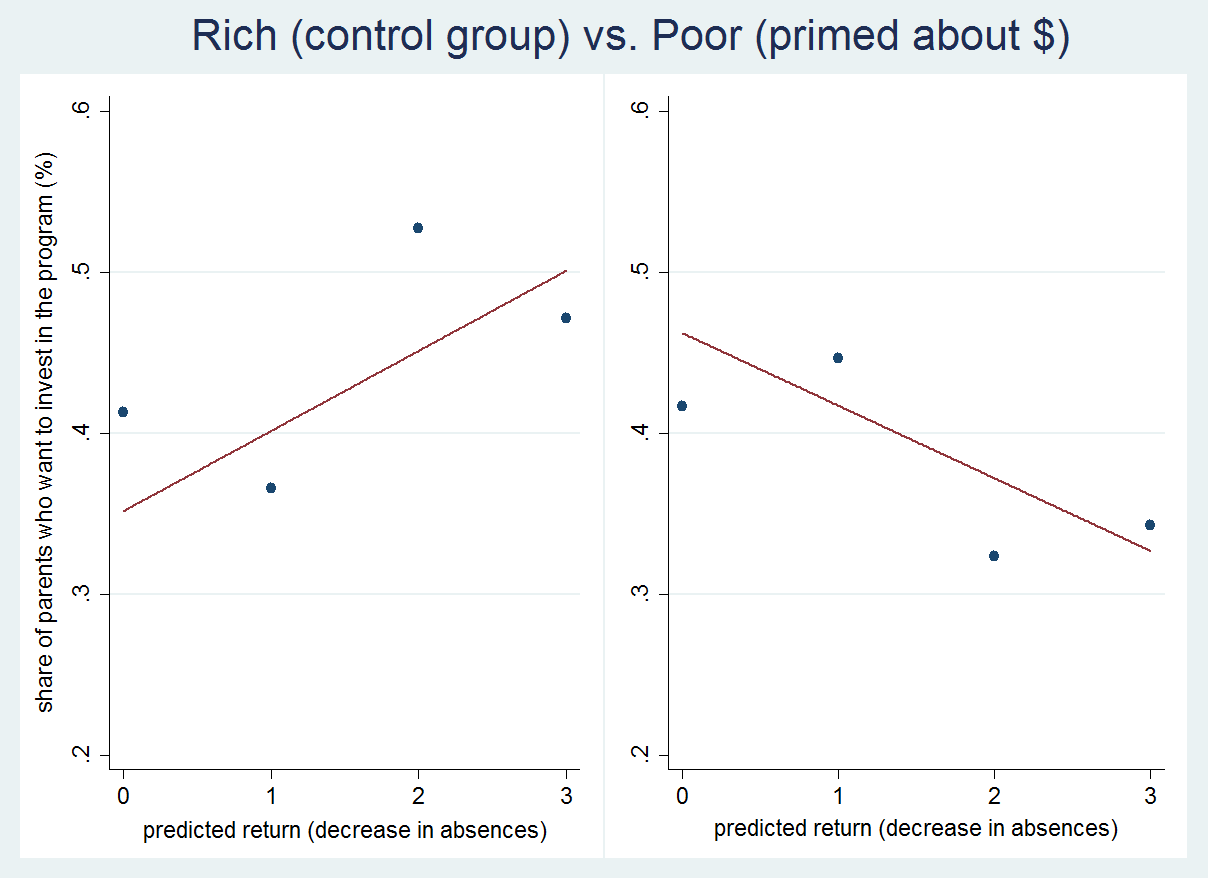 Rich (control group) vs. Poor (primed about $)
share of parents who want to invest in the program (%)
.6
.5
.4
.3
.2
0 1 2 3
predicted return (decrease in absences)
.6
.5
.4
.3
.2
0 1 2 3
predicted return (decrease in absences)